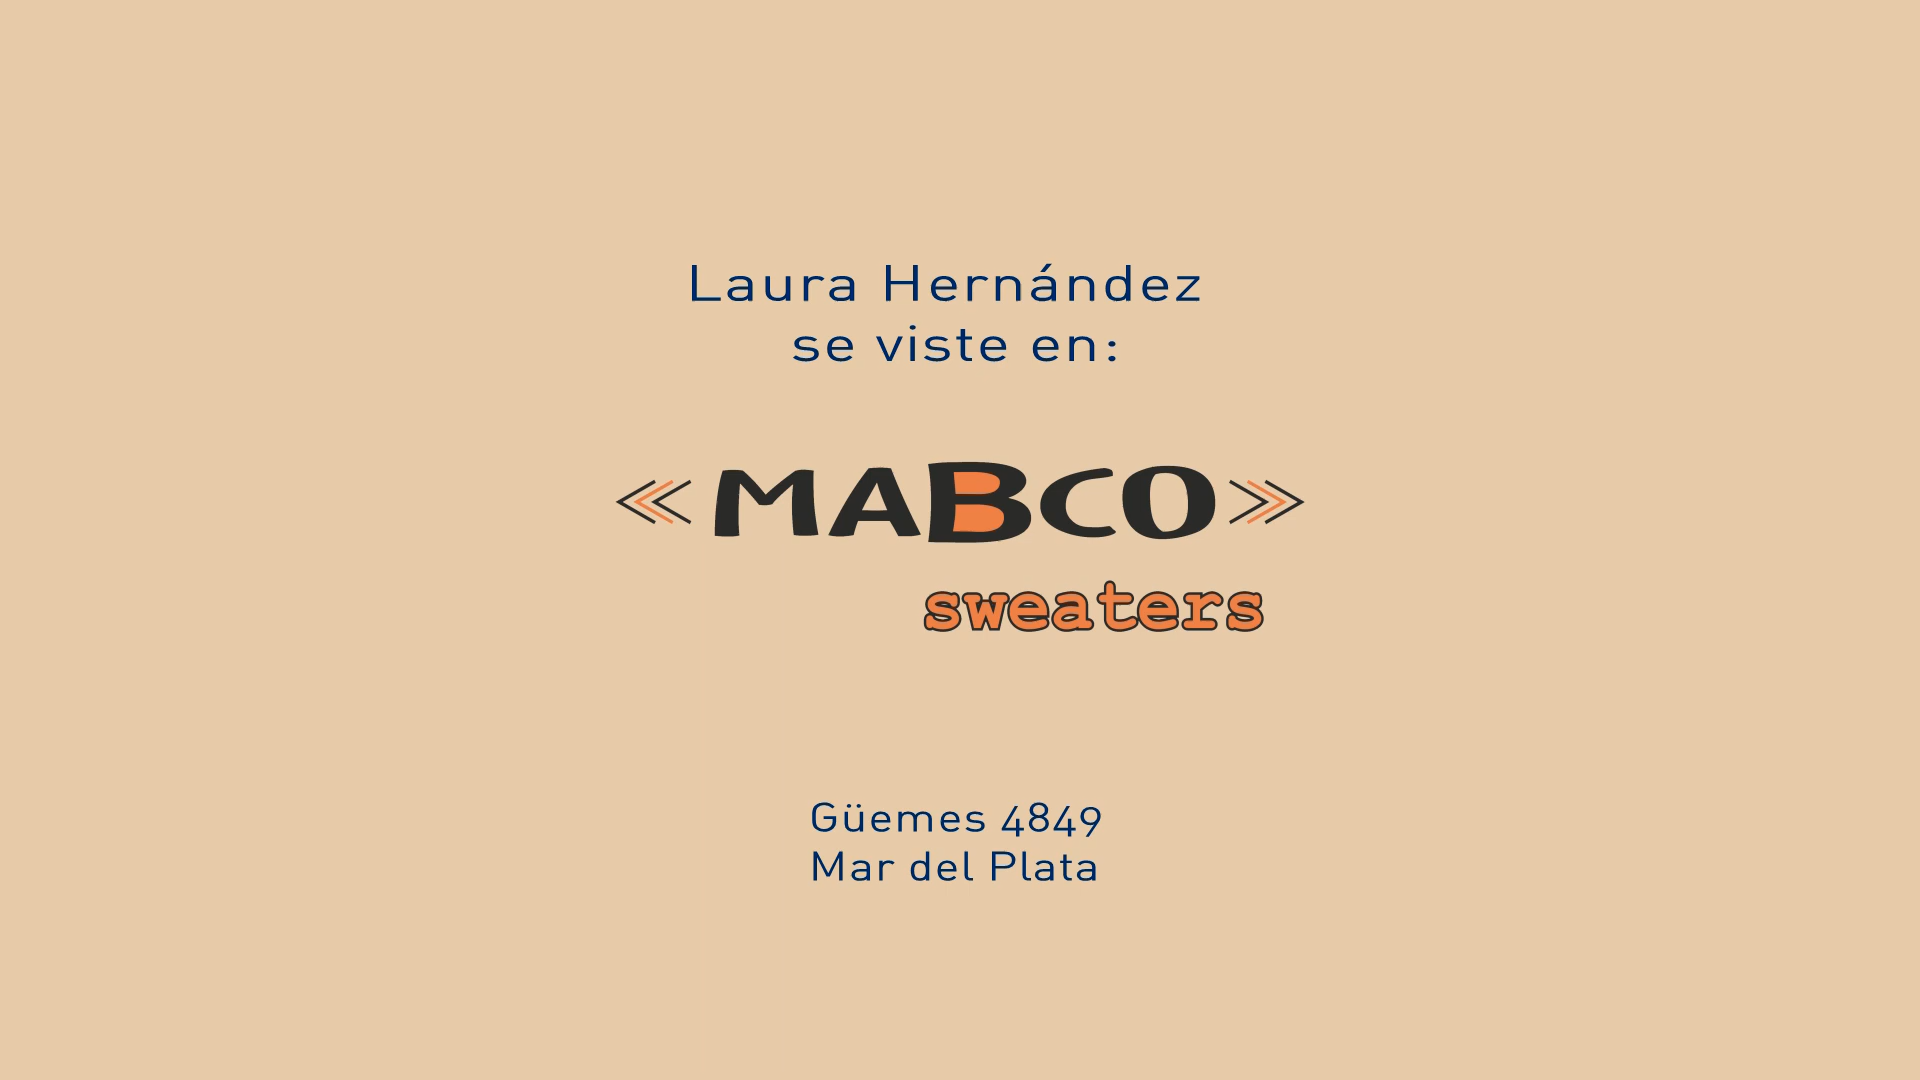 Laura Hernández
se viste en:
MABCO
sweaters
Güemes 4849
Mar del Plata